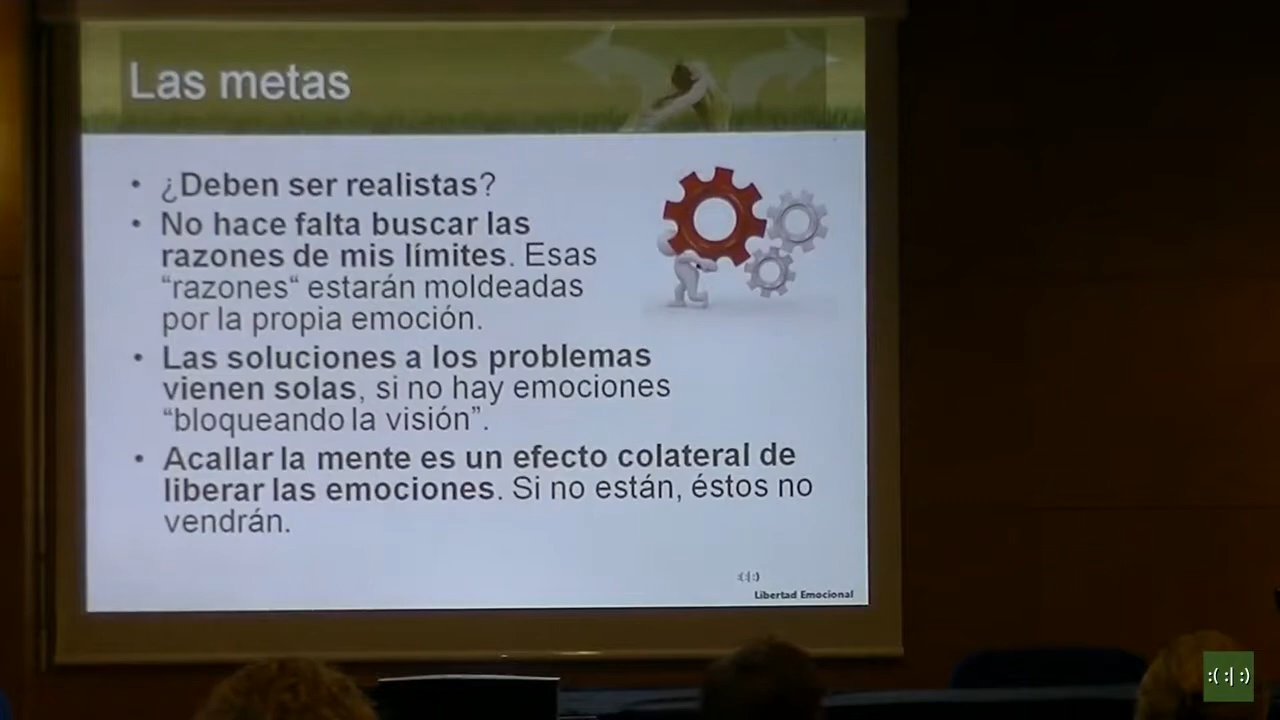 Las metas
• ¿Deben ser realistas?
• No hace falta buscar las
razones de mis límites. Esas
“razones“ estarán moldeadas
por la propia emoción.
• Las soluciones a los problemas
vienen solas, si no hay emociones
“bloqueando la visión”.
• Acallar la mente es un efecto colateral de
liberar las emociones. Si no están, éstos no
vendrán.
:( :| :)
Libertad Emocional
:( :| :)